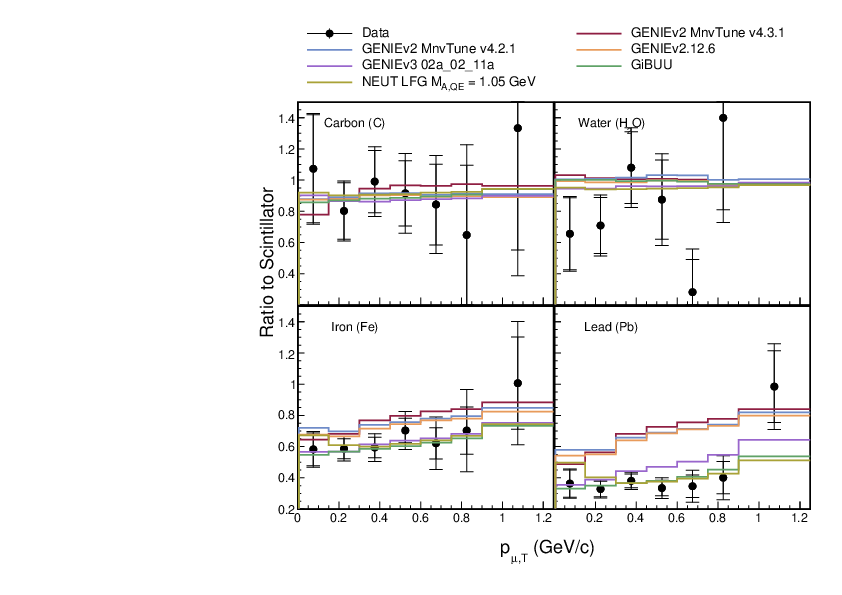 Data
GENIEv2 MnvTune v4.3.1
GENIEv2 MnvTune v4.2.1
GENIEv2.12.6
GENIEv3 02a_02_11a
GiBUU
NEUT LFG M_A,QE = 1.05 GeV
Ratio to Scintillator
1.4
1.2
1
0.8
0.6
0.4
Carbon (C)
Water (H_2O)
1.4
1.2
1
0.8
0.6
0.4
0.2
Iron (Fe)
Lead (Pb)
0 0.2 0.4 0.6 0.8 1 1.2
0.2 0.4 0.6 0.8 1 1.2
p_μ,T (GeV/c)